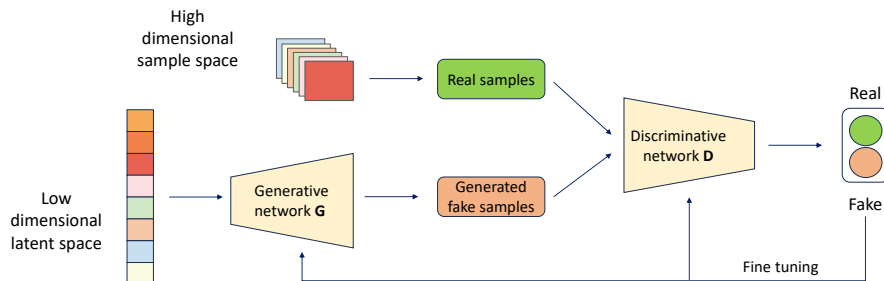 High
dimensional
sample space
Real samples
Real
Discriminative
network D
Generative
network G
Generated
fake samples
Low
dimensional
latent space
Fake
Fine tuning